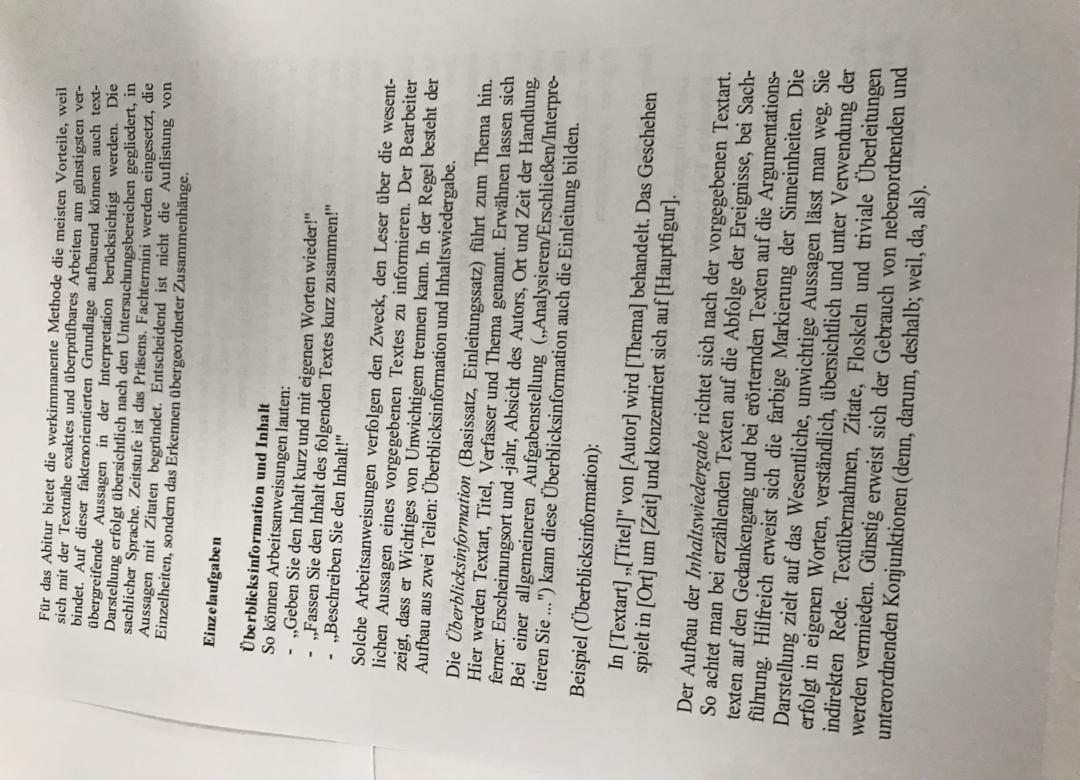 Für das Abitur bietet die werkimmanente Methode die meisten Vorteile, weil
sich mit der Textnähe exaktes und überprüfbares Arbeiten am günstigsten ver-
bindet. Auf dieser faktenorientierten Grundlage aufbauend können auch text-
übergreifende Aussagen in der Interpretation berücksichtigt werden. Die
Darstellung erfolgt übersichtlich nach den Untersuchungsbereichen gegliedert, in
sachlicher Sprache. Zeitstufe ist das Präsens. Fachtermini werden eingesetzt, die
Aussagen mit Zitaten begründet. Entscheidend ist nicht die Auflistung von
Einzelheiten, sondern das Erkennen übergeordneter Zusammenhänge.
Einzelaufgaben
Überblicksinformation und Inhalt
So können Arbeitsanweisungen lauten:
- „Geben Sie den Inhalt kurz und mit eigenen Worten wieder!"
- „Fassen Sie den Inhalt des folgenden Textes kurz zusammen!"
- „Beschreiben Sie den Inhalt!"
Solche Arbeitsanweisungen verfolgen den Zweck, den Leser über die wesent-
lichen Aussagen eines vorgegebenen Textes zu informieren. Der Bearbeiter
zeigt, dass er Wichtiges von Unwichtigem trennen kann. In der Regel besteht der
Aufbau aus zwei Teilen: Überblicksinformation und Inhaltswiedergabe.
Die Überblicksinformation (Basissatz, Einleitungssatz) führt zum Thema hin.
Hier werden Textart, Titel, Verfasser und Thema genannt. Erwähnen lassen sich
ferner: Erscheinungsort und -jahr, Absicht des Autors, Ort und Zeit der Handlung.
Bei einer allgemeineren Aufgabenstellung („Analysieren/Erschließen/Interpre-
tieren Sie ...") kann diese Überblicksinformation auch die Einleitung bilden.
Beispiel (Überblicksinformation):
In [Textart] „[Titel]" von [Autor] wird [Thema] behandelt. Das Geschehen
spielt in [Ort] um [Zeit] und konzentriert sich auf [Hauptfigur].
Der Aufbau der Inhaltswiedergabe richtet sich nach der vorgegebenen Textart.
So achtet man bei erzählenden Texten auf die Abfolge der Ereignisse, bei Sach-
texten auf den Gedankengang und bei erörternden Texten auf die Argumentations-
führung. Hilfreich erweist sich die farbige Markierung der Sinneinheiten. Die
Darstellung zielt auf das Wesentliche, unwichtige Aussagen lässt man weg. Sie
erfolgt in eigenen Worten, verständlich, übersichtlich und unter Verwendung der
indirekten Rede. Textübernahmen, Zitate, Floskeln und triviale Überleitungen
werden vermieden. Günstig erweist sich der Gebrauch von nebenordnenden und
unterordnenden Konjunktionen (denn, darum, deshalb; weil, da, als).